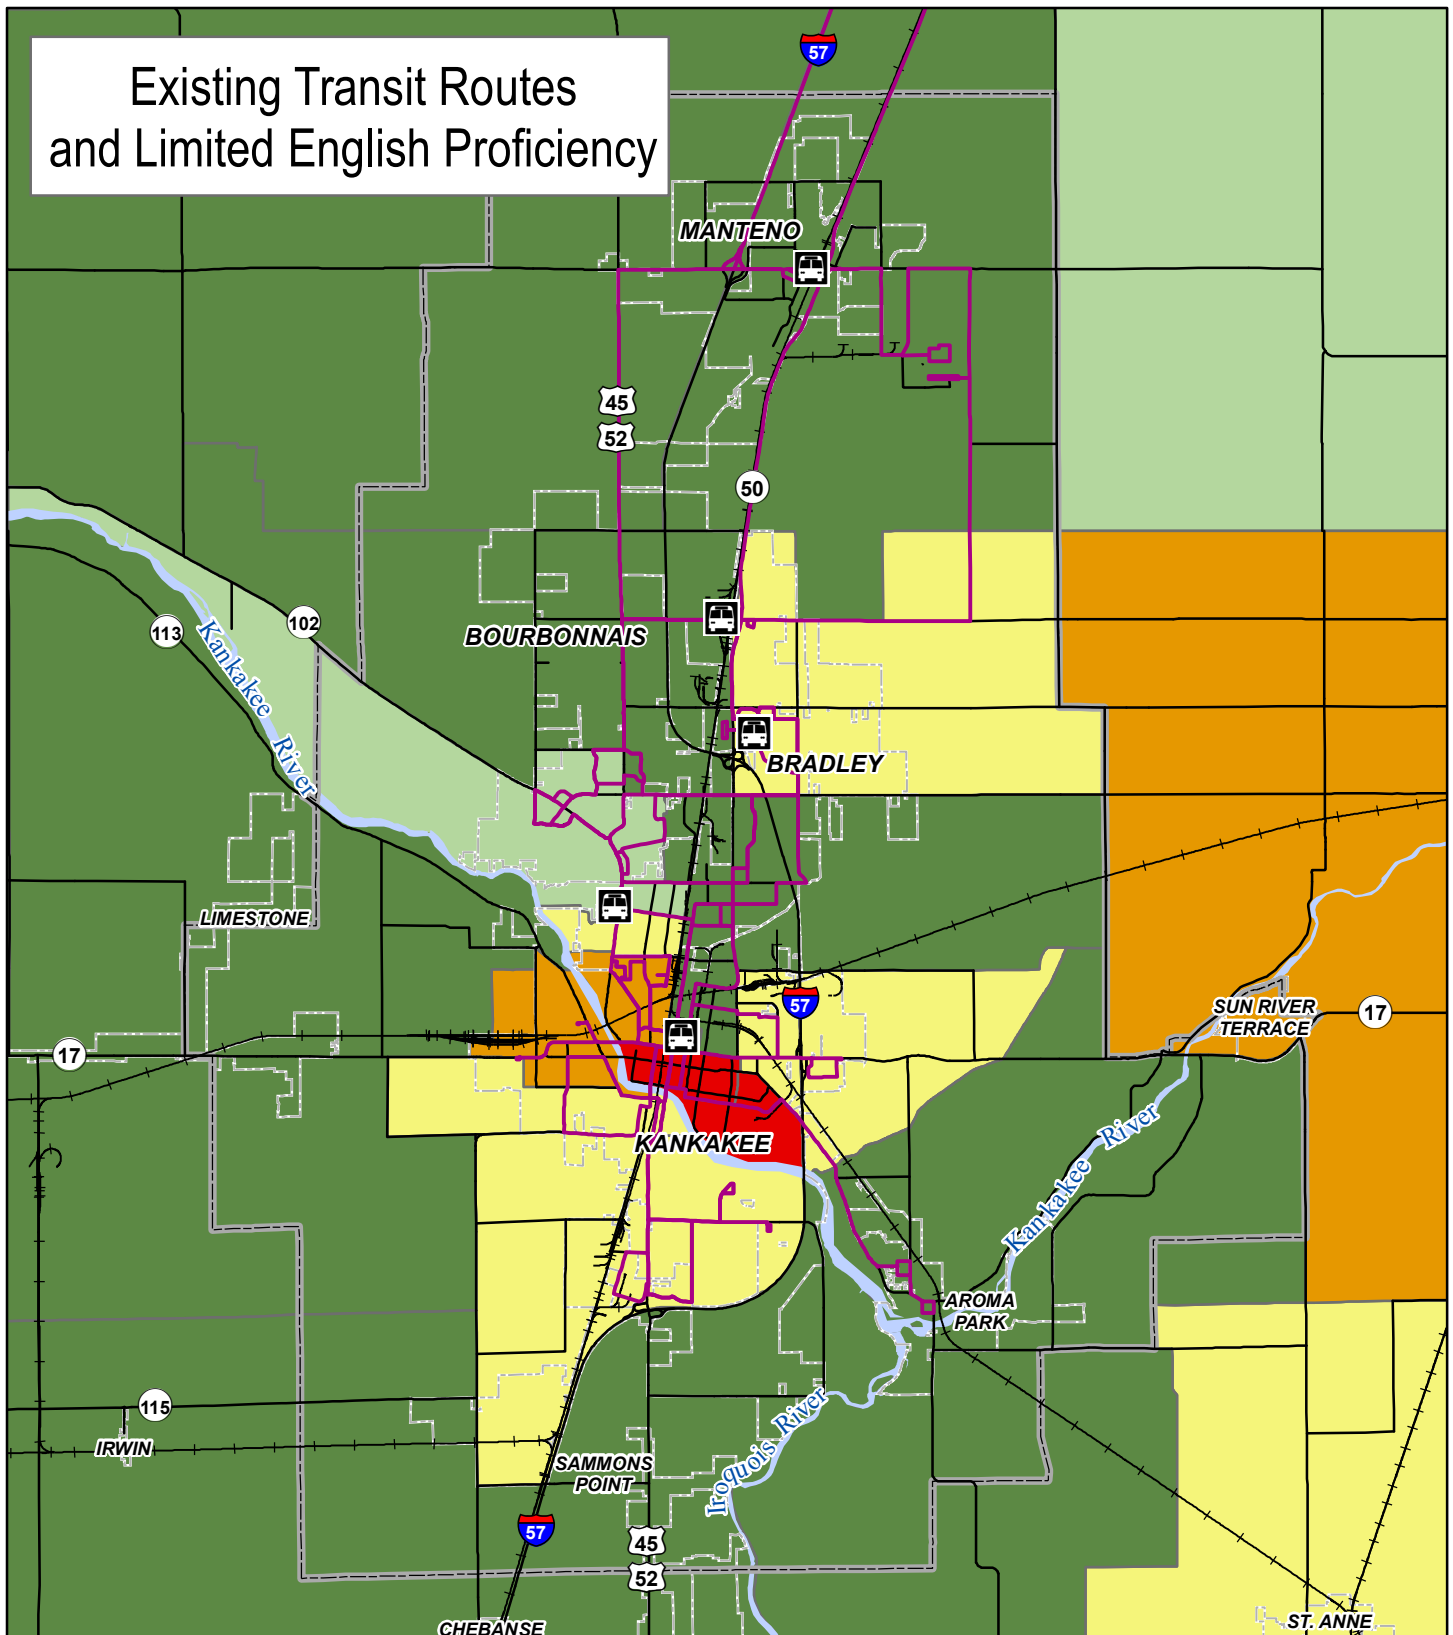 Existing Transit Routes
and Limited English Proficiency
57
MANTENO
45
52
50
113
102
BOURBONNAIS
Kankakee
River
BRADLEY
LIMESTONE
17
57
SUN RIVER
TERRACE
17
KANKAKEE
Kankakee River
AROMA
PARK
115
IRWIN
Iroquois River
SAMMONS
POINT
57
45
52
CHEBANSE
ST. ANNE